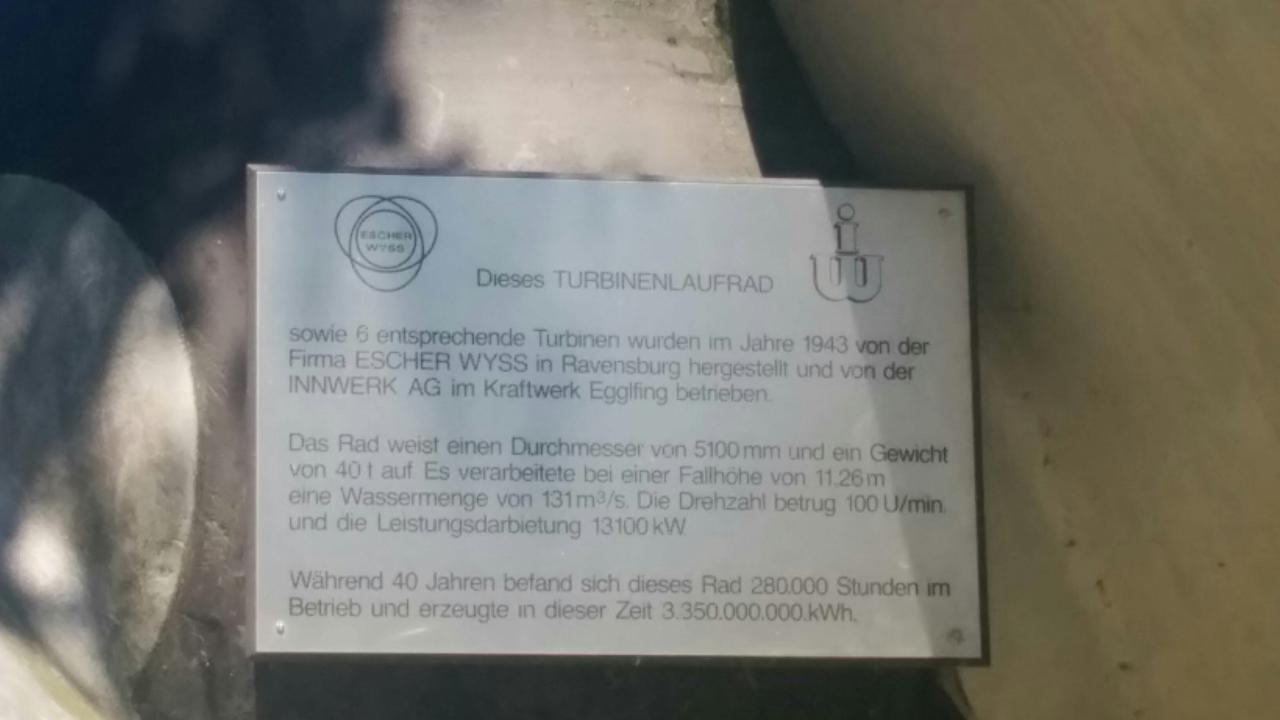 ESCHER
WYSS
iW
Dieses TURBINENLAUFRAD
sowie 6 entsprechende Turbinen wurden im Jahre 1943 von der
Firma ESCHER WYSS in Ravensburg hergestellt und von der
INNWERK AG im Kraftwerk Egglfing betrieben.
Das Rad weist einen Durchmesser von 5100 mm und ein Gewicht
von 40 t auf. Es verarbeitete bei einer Fallhöhe von 11.26 m
eine Wassermenge von 131 m³/s. Die Drehzahl betrug 100 U/min.
und die Leistungsdarbietung 13100 kW
Während 40 Jahren befand sich dieses Rad 280.000 Stunden im
Betrieb und erzeugte in dieser Zeit 3.350.000.000.kWh.